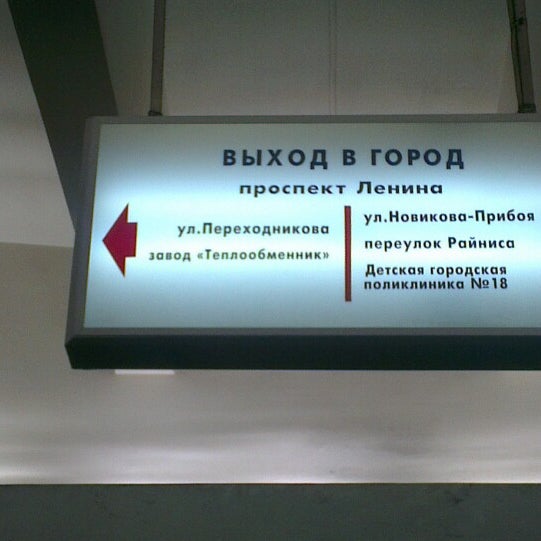 ВЫХОД В ГОРОД
проспект Ленина
ул.Переходникова
завод «Теплообменник»
ул.Новикова-Прибоя
переулок Райниса
Детская городская
поликлиника №18